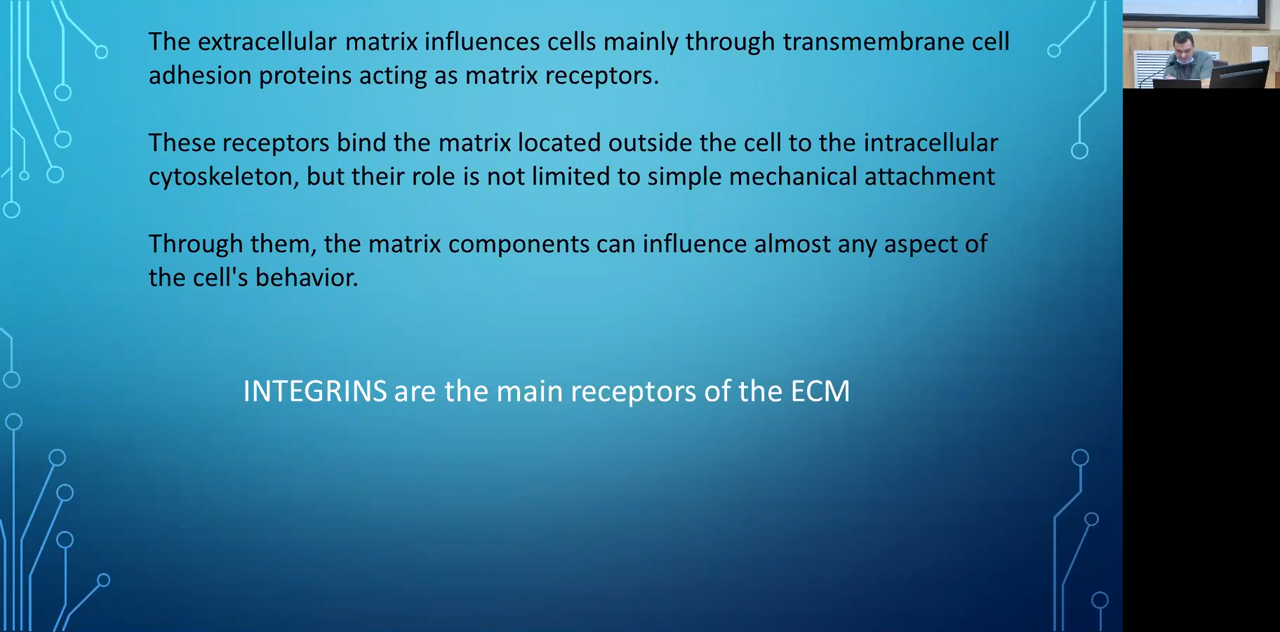 The extracellular matrix influences cells mainly through transmembrane cell
adhesion proteins acting as matrix receptors.
These receptors bind the matrix located outside the cell to the intracellular
cytoskeleton, but their role is not limited to simple mechanical attachment
Through them, the matrix components can influence almost any aspect of
the cell's behavior.
INTEGRINS are the main receptors of the ECM